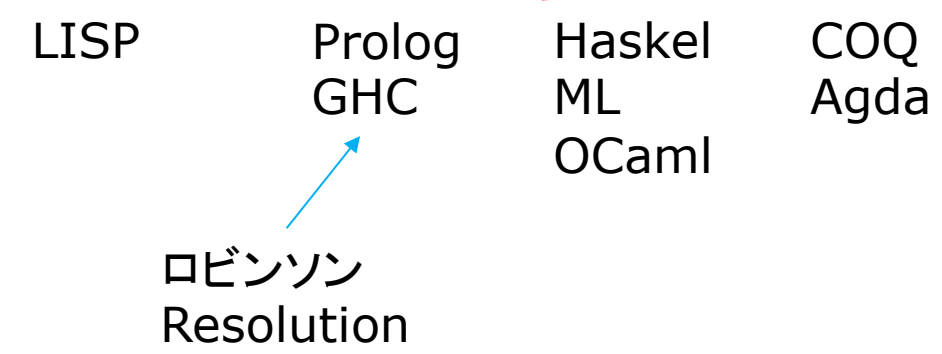 LISP Prolog Haskel COQ
GHC ML Agda
OCaml
ロビンソン
Resolution